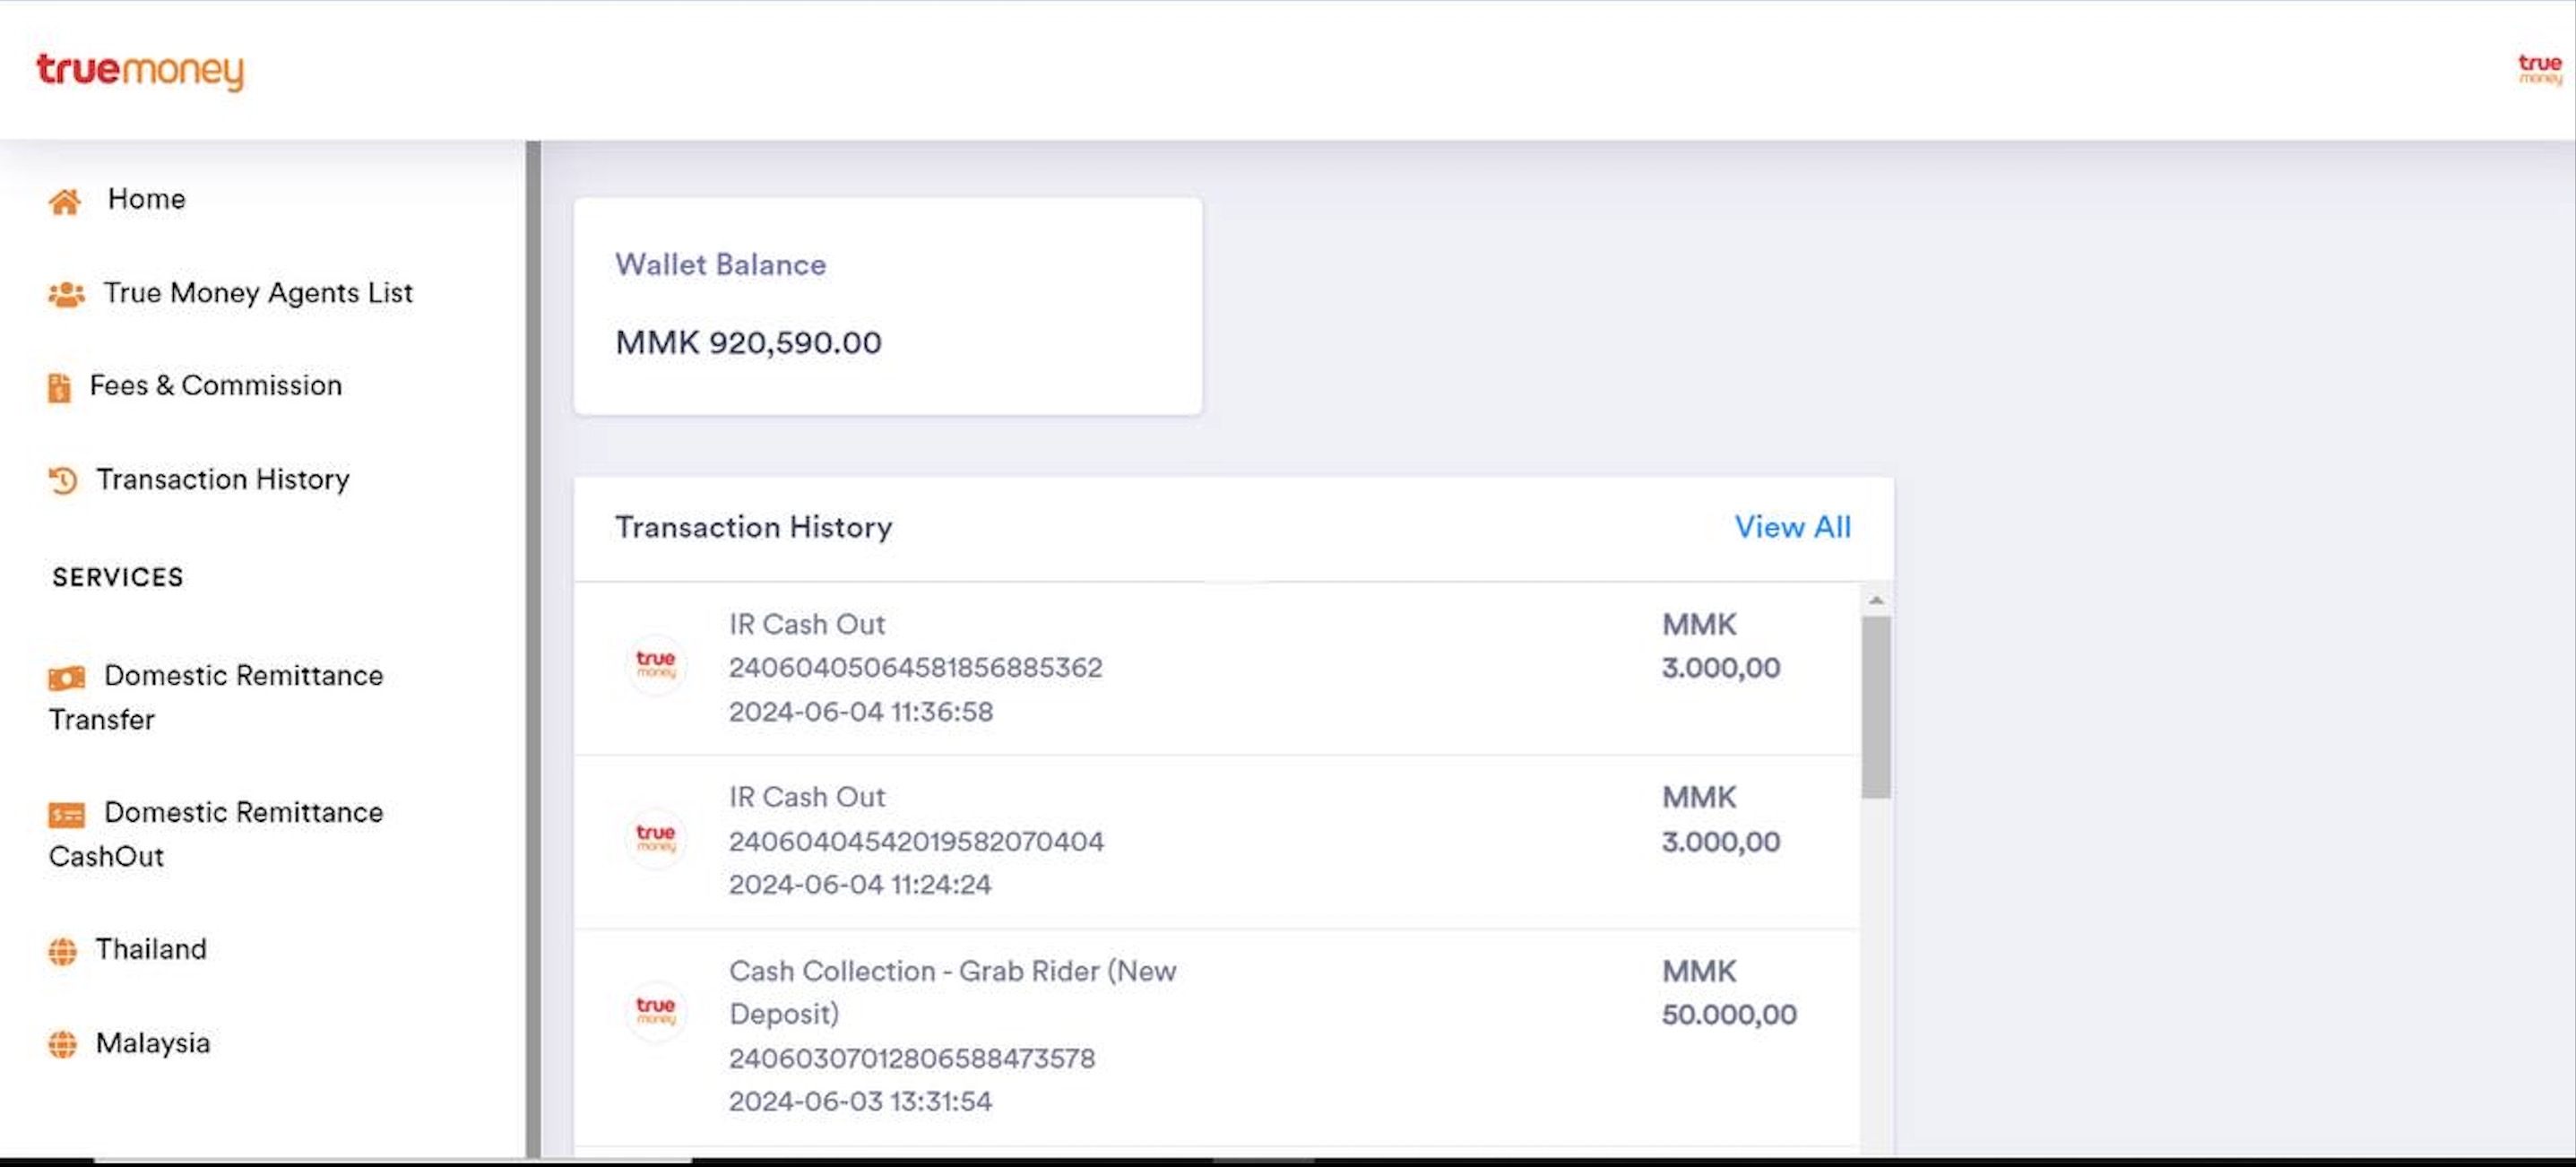 truemoney
true
money
Home
True Money Agents List
Fees & Commission
Transaction History
SERVICES
Domestic Remittance
Transfer
Domestic Remittance
CashOut
Thailand
Malaysia
Wallet Balance
MMK 920,590.00
Transaction History
View All
true
money
IR Cash Out
24060405064581856885362
2024-06-04 11:36:58
MMK
3.000,00
true
money
IR Cash Out
24060404542019582070404
2024-06-04 11:24:24
MMK
3.000,00
true
money
Cash Collection - Grab Rider (New
Deposit)
24060307012806588473578
2024-06-03 13:31:54
MMK
50.000,00